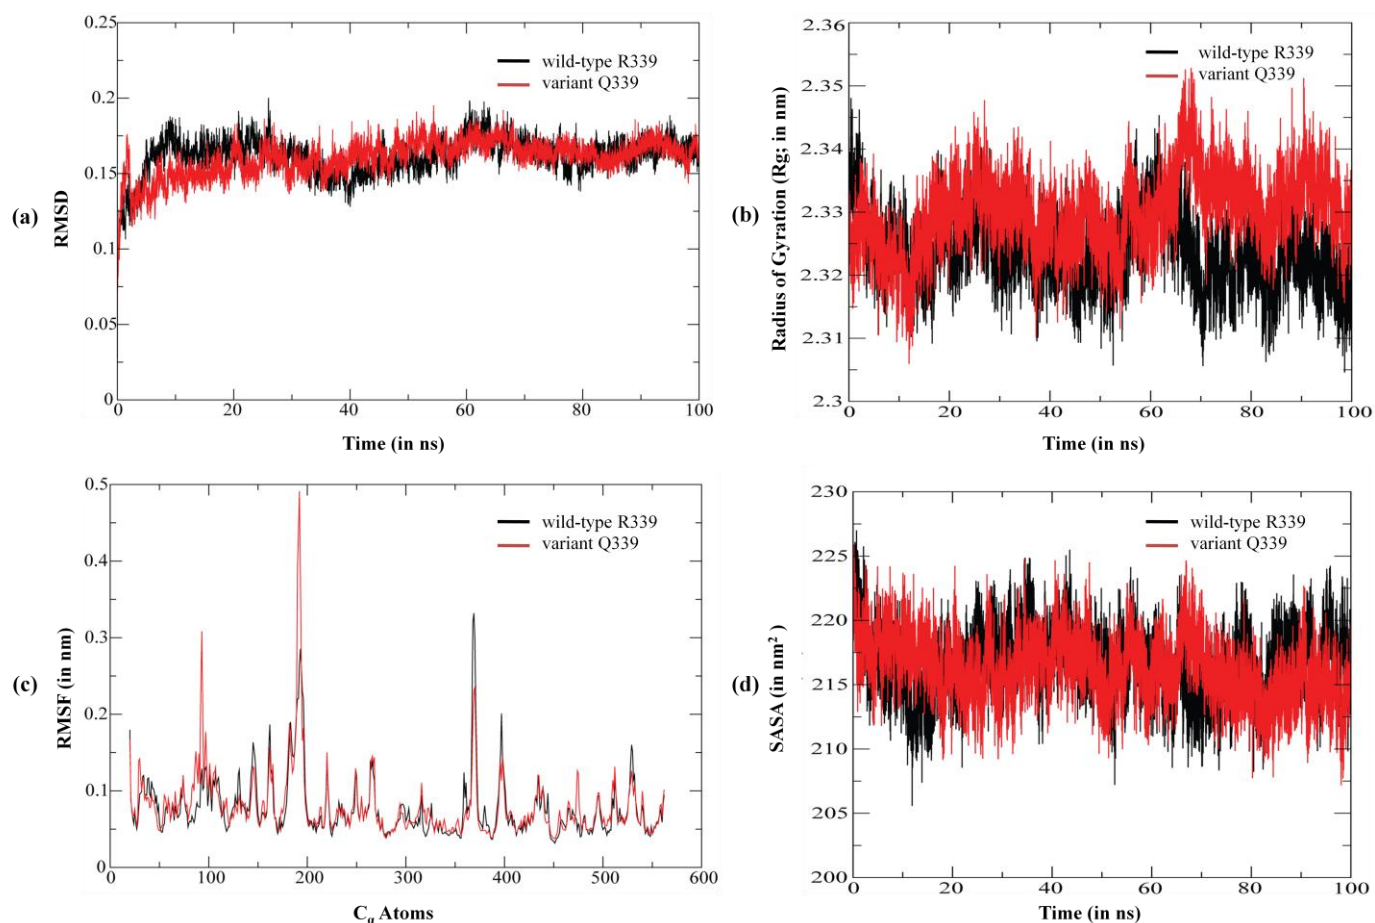 (a)
RMSD
0.25
0.2
0.15
0.1
0.05
0
wild-type R339
variant Q339
0 20 40 60 80 100
Time (in ns)
(b)
Radius of Gyration (Rg; in nm)
2.36
2.35
2.34
2.33
2.32
2.31
2.3
wild-type R339
variant Q339
0 20 40 60 80 100
Time (in ns)
(c)
RMSF (in nm)
0.5
0.4
0.3
0.2
0.1
0
wild-type R339
variant Q339
0 100 200 300 400 500 600
Cα Atoms
(d)
SASA (in nm²)
230
225
220
215
210
205
200
wild-type R339
variant Q339
0 20 40 60 80 100
Time (in ns)